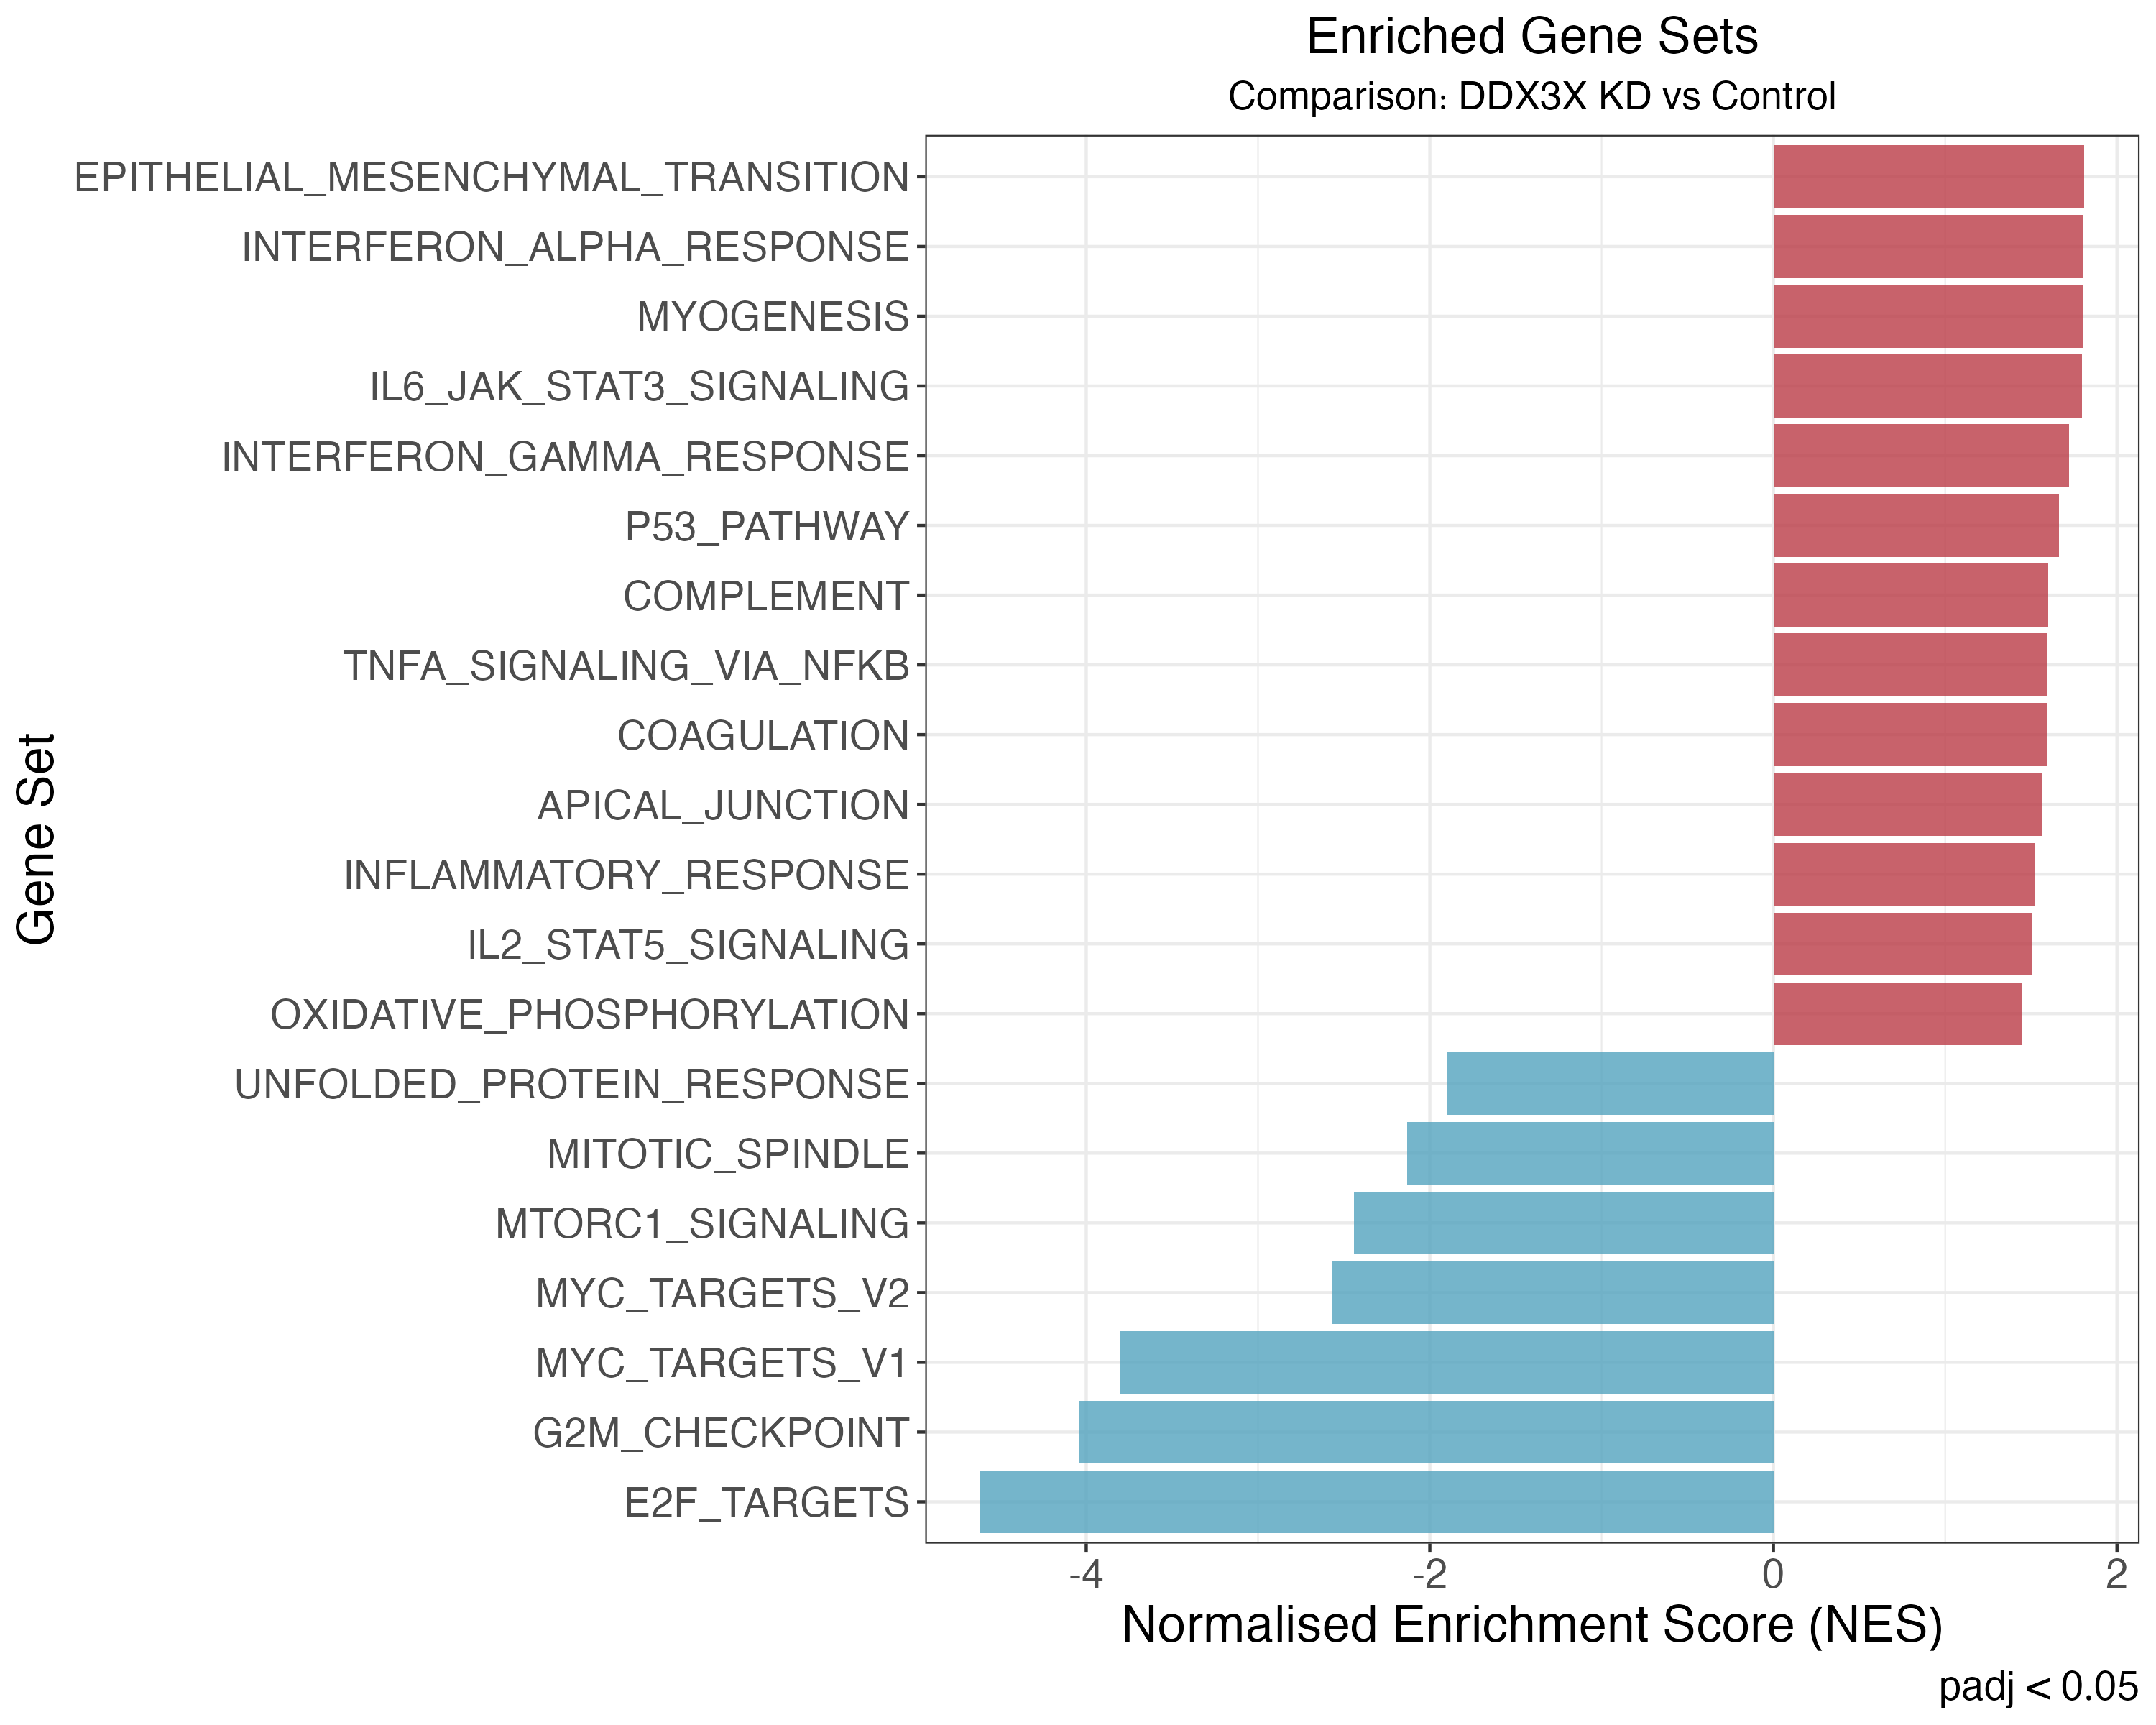 Enriched Gene Sets
Comparison: DDX3X KD vs Control
Gene Set
EPITHELIAL_MESENCHYMAL_TRANSITION
INTERFERON_ALPHA_RESPONSE
MYOGENESIS
IL6_JAK_STAT3_SIGNALING
INTERFERON_GAMMA_RESPONSE
P53_PATHWAY
COMPLEMENT
TNFA_SIGNALING_VIA_NFKB
COAGULATION
APICAL_JUNCTION
INFLAMMATORY_RESPONSE
IL2_STAT5_SIGNALING
OXIDATIVE_PHOSPHORYLATION
UNFOLDED_PROTEIN_RESPONSE
MITOTIC_SPINDLE
MTORC1_SIGNALING
MYC_TARGETS_V2
MYC_TARGETS_V1
G2M_CHECKPOINT
E2F_TARGETS
-4 -2 0 2
Normalised Enrichment Score (NES)
padj < 0.05